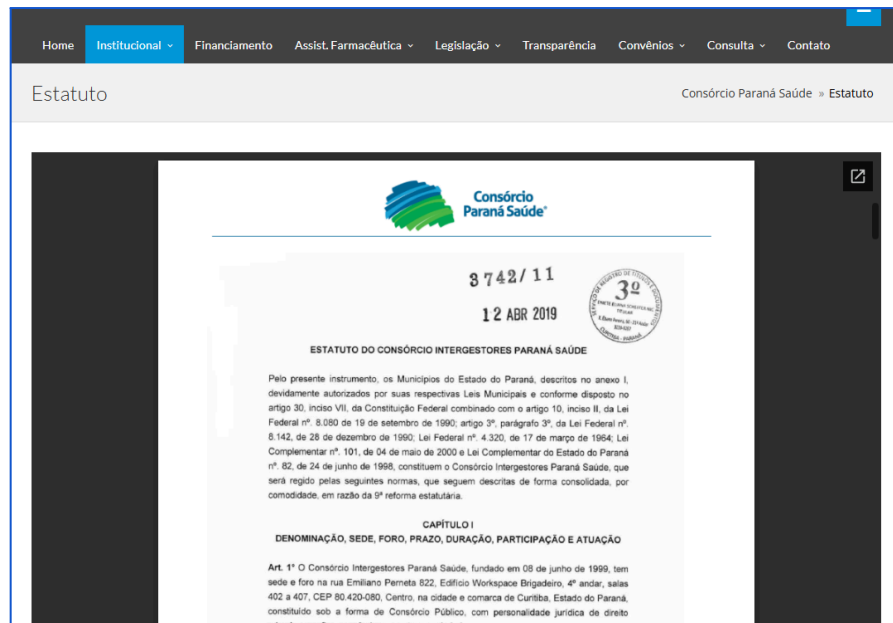 Home Institucional Financiamento Assist. Farmacêutica Legislação Transparência Convênios Consulta Contato
Estatuto
Consórcio Paraná Saúde » Estatuto
Consórcio
Paraná Saúde
3742/11
12 ABR 2019
3º
CURITIBA - PARANÁ
ESTATUTO DO CONSÓRCIO INTERGESTORES PARANÁ SAÚDE
Pelo presente instrumento, os Municípios do Estado do Paraná, descritos no anexo I,
devidamente autorizados por suas respectivas Leis Municipais e conforme disposto no
artigo 30, inciso VII, da Constituição Federal combinado com o artigo 10, inciso II, da Lei
Federal nº. 8.080 de 19 de setembro de 1990; artigo 3º, parágrafo 3º, da Lei Federal nº.
8.142, de 28 de dezembro de 1990; Lei Federal nº. 4.320, de 17 de março de 1964; Lei
Complementar nº. 101, de 04 de maio de 2000 e Lei Complementar do Estado do Paraná
nº. 82, de 24 de junho de 1998, constituem o Consórcio Intergestores Paraná Saúde, que
será regido pelas seguintes normas, que seguem descritas de forma consolidada, por
comodidade, em razão da 9ª reforma estatutária.
CAPÍTULO I
DENOMINAÇÃO, SEDE, FORO, PRAZO, DURAÇÃO, PARTICIPAÇÃO E ATUAÇÃO
Art. 1º O Consórcio Intergestores Paraná Saúde, fundado em 08 de junho de 1999, tem
sede e foro na rua Emiliano Perneta 822, Edifício Workspace Brigadeiro, 4º andar, salas
402 a 407, CEP 80.420-080, Centro, na cidade e comarca de Curitiba, Estado do Paraná,
constituído sob a forma de Consórcio Público, com personalidade jurídica de direito